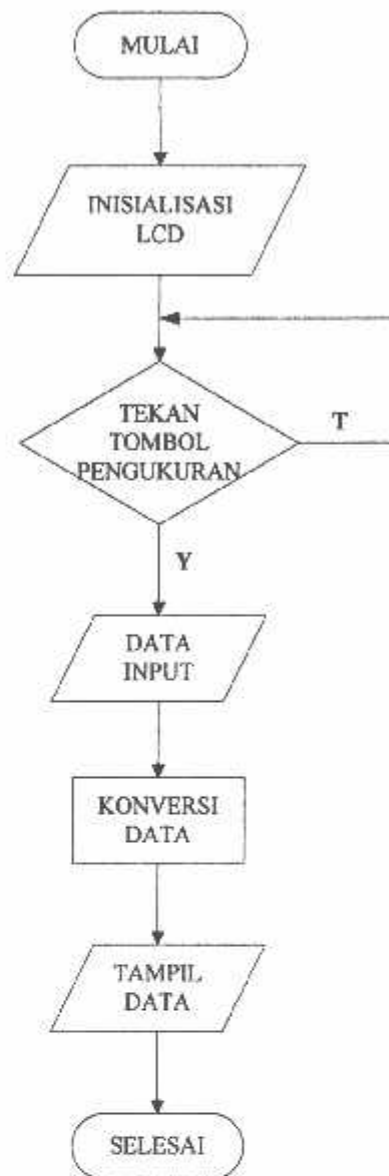 MULAI
INISIALISASI
LCD
TEKAN
TOMBOL
PENGUKURAN
T
Y
DATA
INPUT
KONVERSI
DATA
TAMPIL
DATA
SELESAI